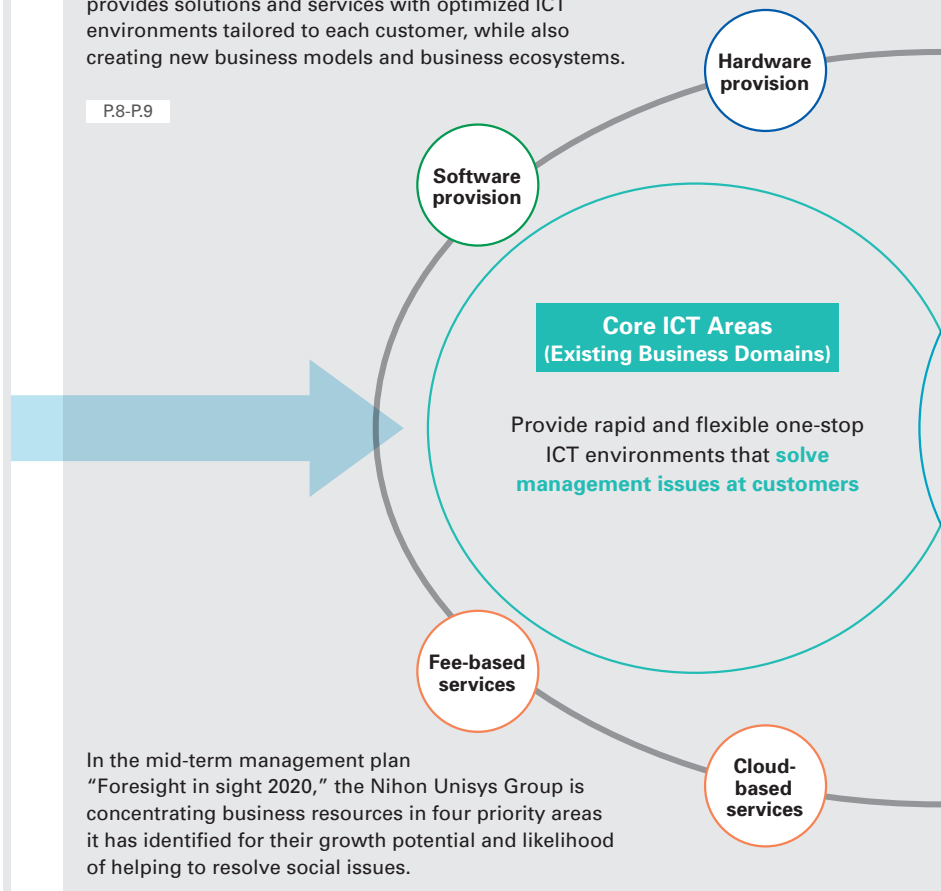 provides solutions and services with optimized ICT
environments tailored to each customer, while also
creating new business models and business ecosystems.
P.8-P.9
Hardware
provision
Software
provision
Core ICT Areas
(Existing Business Domains)
Provide rapid and flexible one-stop
ICT environments that solve
management issues at customers
Fee-based
services
Cloud-
based
services
In the mid-term management plan
“Foresight in sight 2020,” the Nihon Unisys Group is
concentrating business resources in four priority areas
it has identified for their growth potential and likelihood
of helping to resolve social issues.